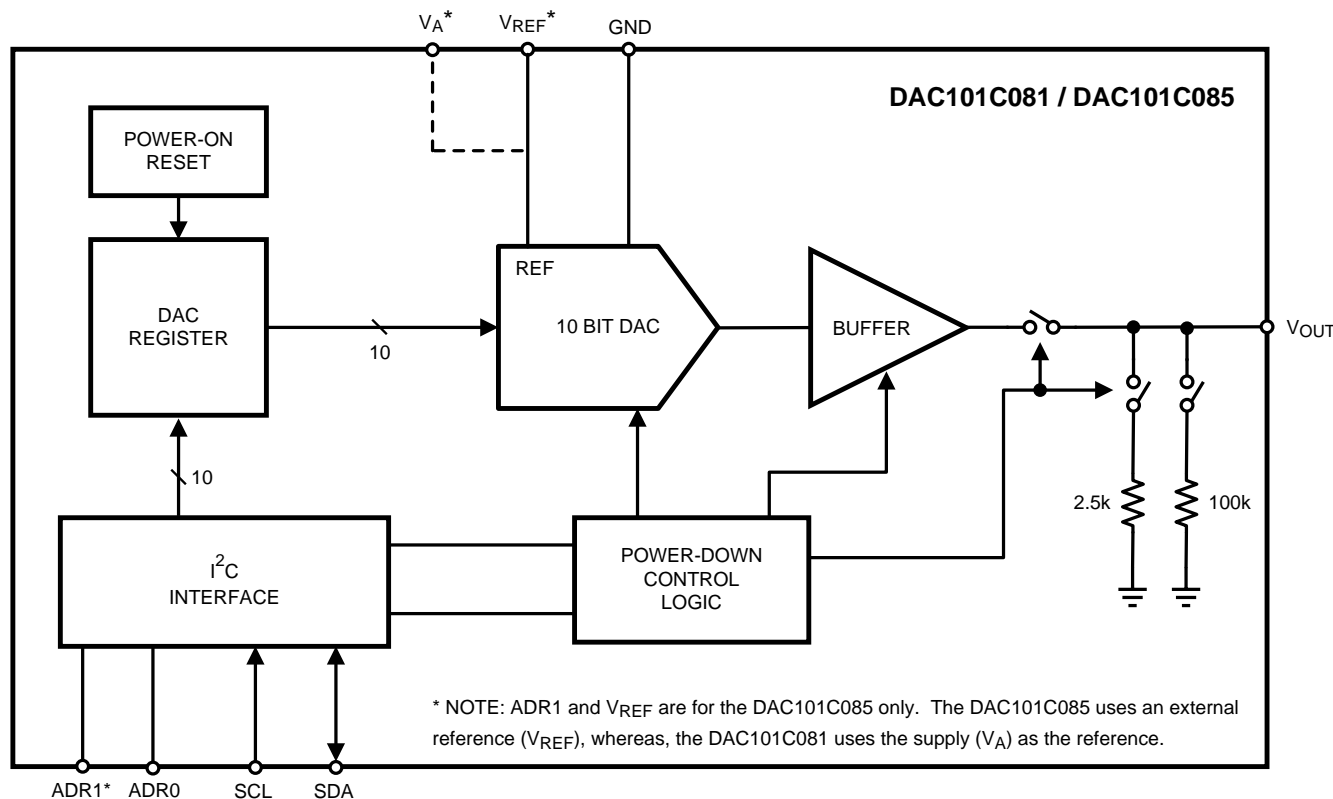 VA* VREF* GND
DAC101C081 / DAC101C085
POWER-ON
RESET
REF
DAC
REGISTER
10
10 BIT DAC
BUFFER
VOUT
10
2.5k
100k
I2C
INTERFACE
POWER-DOWN
CONTROL
LOGIC
* NOTE: ADR1 and VREF are for the DAC101C085 only. The DAC101C085 uses an external
reference (VREF), whereas, the DAC101C081 uses the supply (VA) as the reference.
ADR1* ADR0 SCL SDA